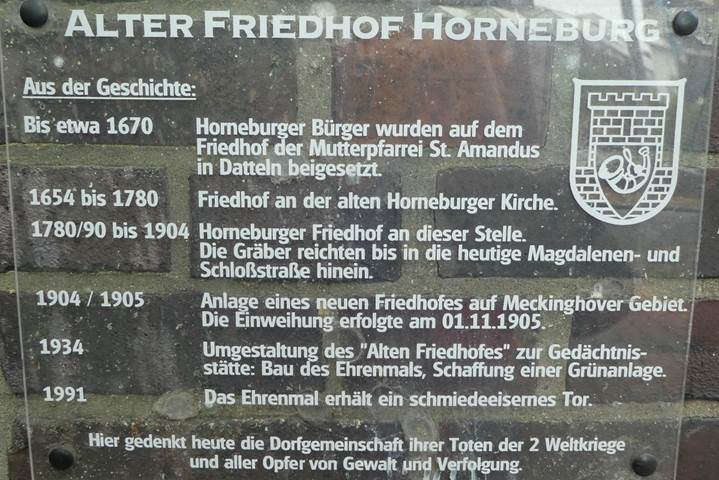 ALTER FRIEDHOF HORNEBURG
Aus der Geschichte:
Bis etwa 1670 Horneburger Bürger wurden auf dem
Friedhof der Mutterpfarrei St. Amandus
in Datteln beigesetzt.
1654 bis 1780 Friedhof an der alten Horneburger Kirche.
1780/90 bis 1904 Horneburger Friedhof an dieser Stelle.
Die Gräber reichten bis in die heutige Magdalenen- und
Schloßstraße hinein.
1904 / 1905 Anlage eines neuen Friedhofes auf Meckinghover Gebiet.
Die Einweihung erfolgte am 01.11.1905.
1934 Umgestaltung des "Alten Friedhofes" zur Gedächtnis-
stätte: Bau des Ehrenmals, Schaffung einer Grünanlage.
1991 Das Ehrenmal erhält ein schmiedeeisernes Tor.
Hier gedenkt heute die Dorfgemeinschaft ihrer Toten der 2 Weltkriege
und aller Opfer von Gewalt und Verfolgung.